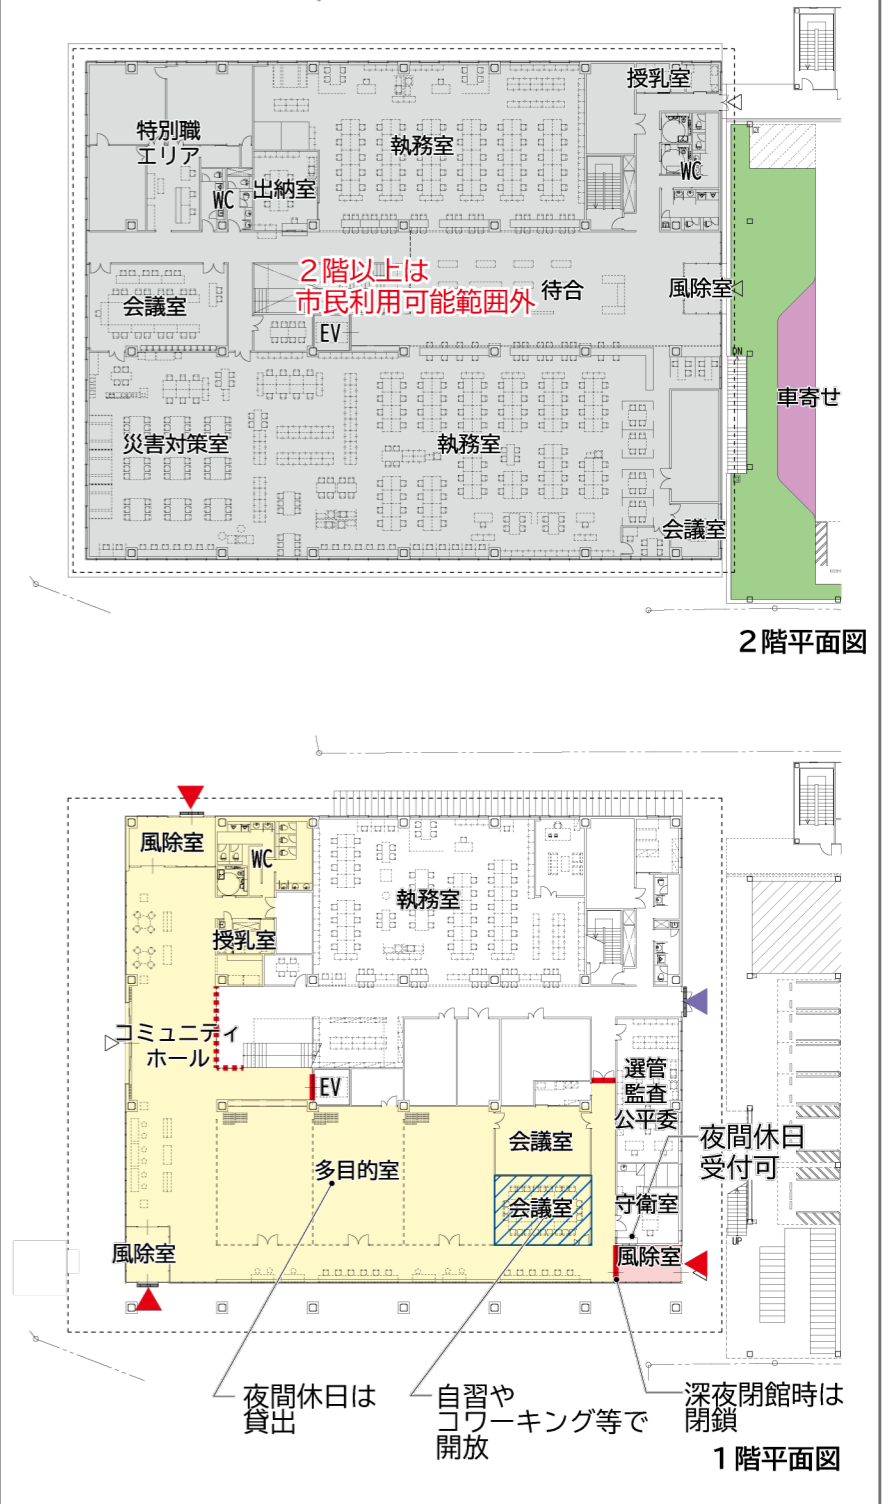 授乳室
特別職
エリア
執務室
WC
出納室
WC
２階以上は
市民利用可能範囲外
会議室
待合
風除室
EV
DN
車寄せ
災害対策室
執務室
会議室
２階平面図
風除室
WC
執務室
授乳室
コミュニティ
ホール
選管
監査
公平委
EV
夜間休日
受付可
会議室
多目的室
会議室
守衛室
UP
風除室
風除室
夜間休日は
貸出
自習や
コワーキング等で
開放
深夜閉館時は
閉鎖
１階平面図